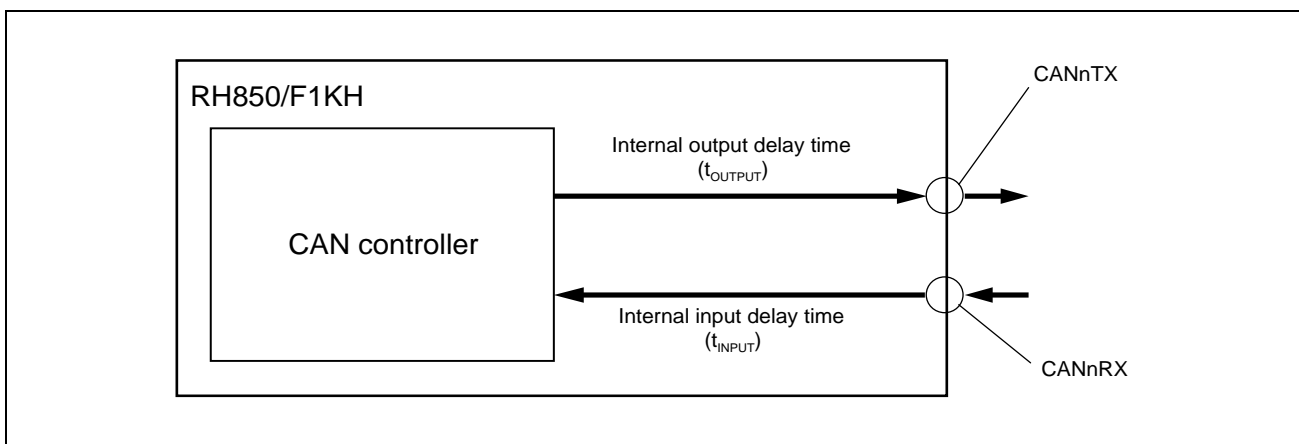 RH850/F1KH
CANnTX
Internal output delay time
(tOUTPUT)
CAN controller
Internal input delay time
(tINPUT)
CANnRX